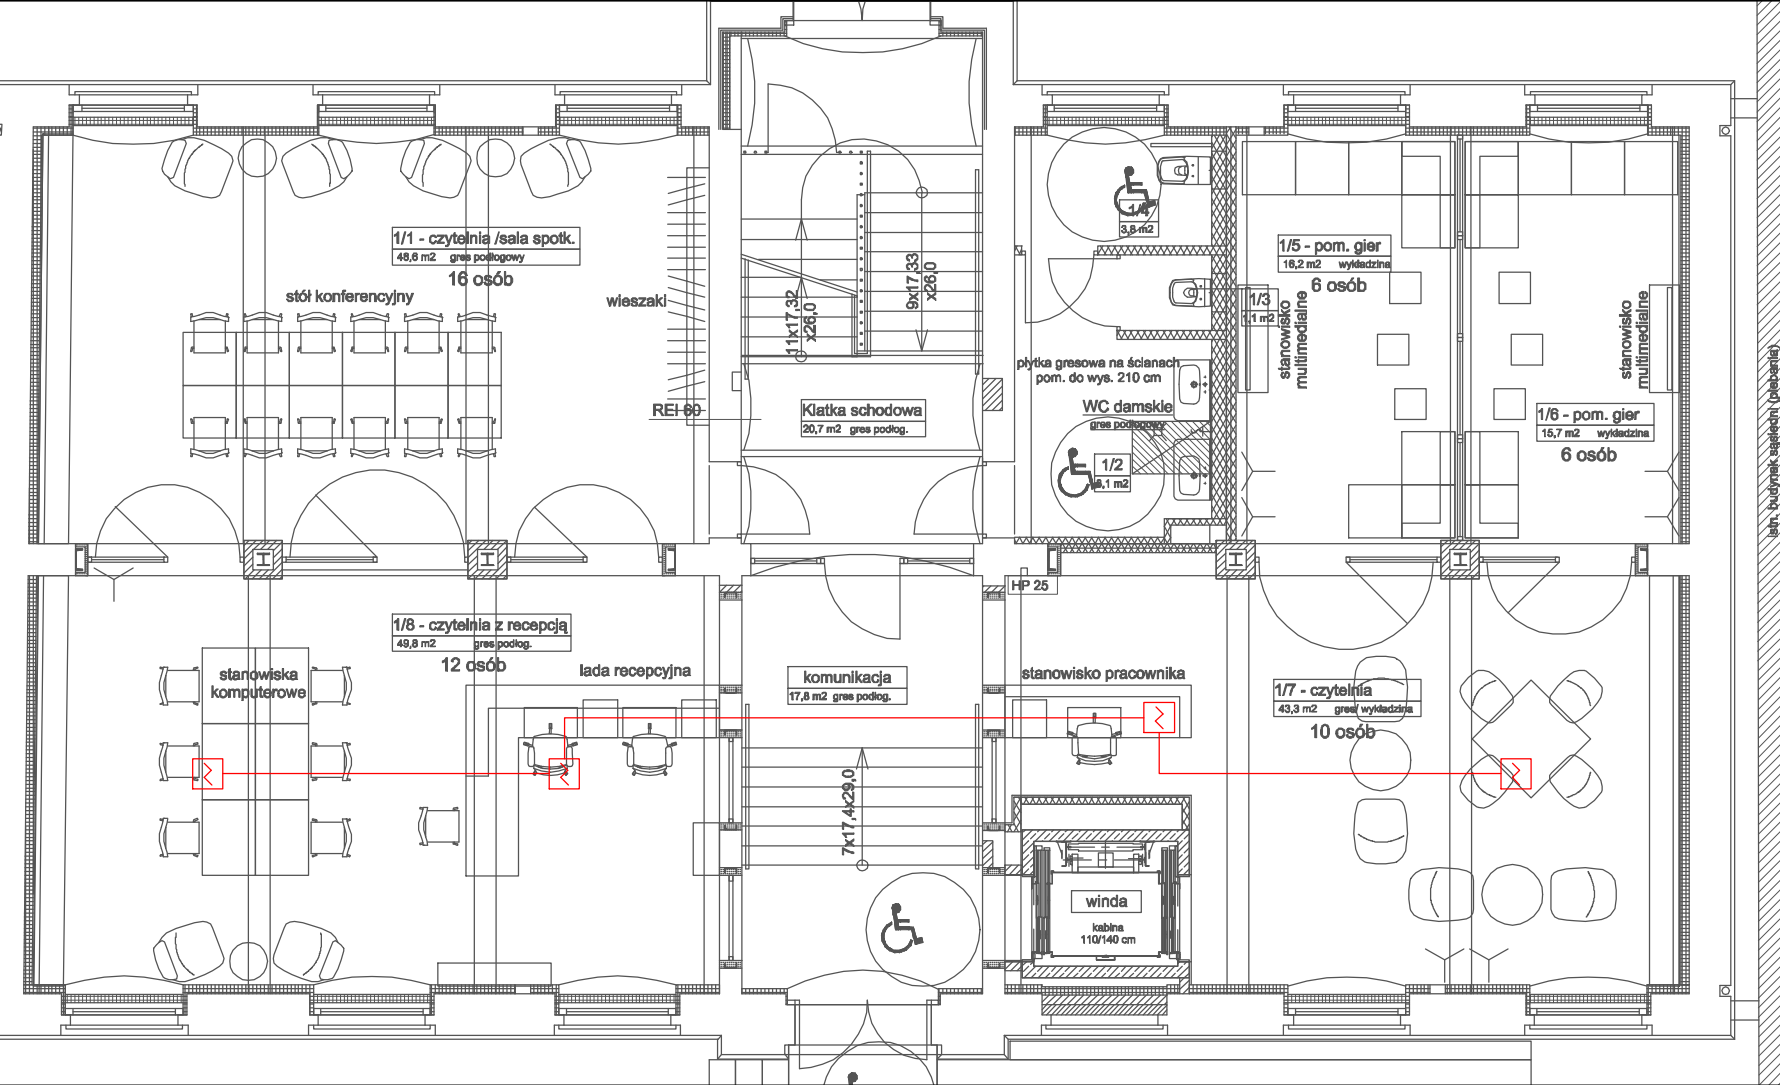 1/1 - czytelnia /sala spotk.
48,6 m2 gres podłogowy
16 osób
stół konferencyjny
wieszaki
REI 60
11x17,32
x26,0
9x17,33
x26,0
Klatka schodowa
20,7 m2 gres podłog.
1/4
3,8 m2
1/3
1,1 m2
płytka gresowa na ścianach
pom. do wys. 210 cm
WC damskie
gres podłogowy
1/2
1/5 - pom. gier
16,2 m2 wykładzina
6 osób
stanowisko
multimedialne
stanowisko
multimedialne
1/6 - pom. gier
15,7 m2 wykładzina
6 osób
istn. budynek sąsiedni (plebania)
HP 25
1/8 - czytelnia z recepcją
49,8 m2 gres podłog.
12 osób
stanowiska
komputerowe
lada recepcyjna
komunikacja
17,8 m2 gres podłog.
7x17,4x29,0
stanowisko pracownika
1/7 - czytelnia
43,3 m2 gres/ wykładzina
10 osób
winda
kabina
110/140 cm